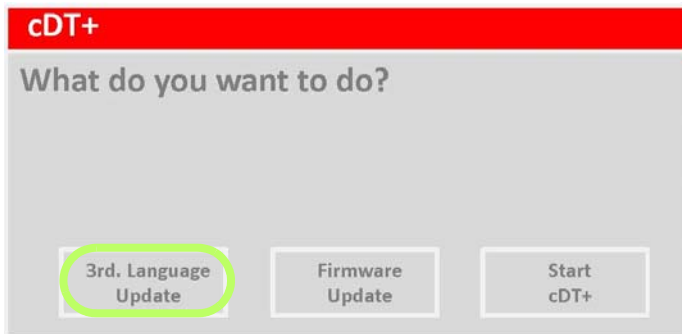 cDT+
What do you want to do?
3rd. Language
Update
Firmware
Update
Start
cDT+